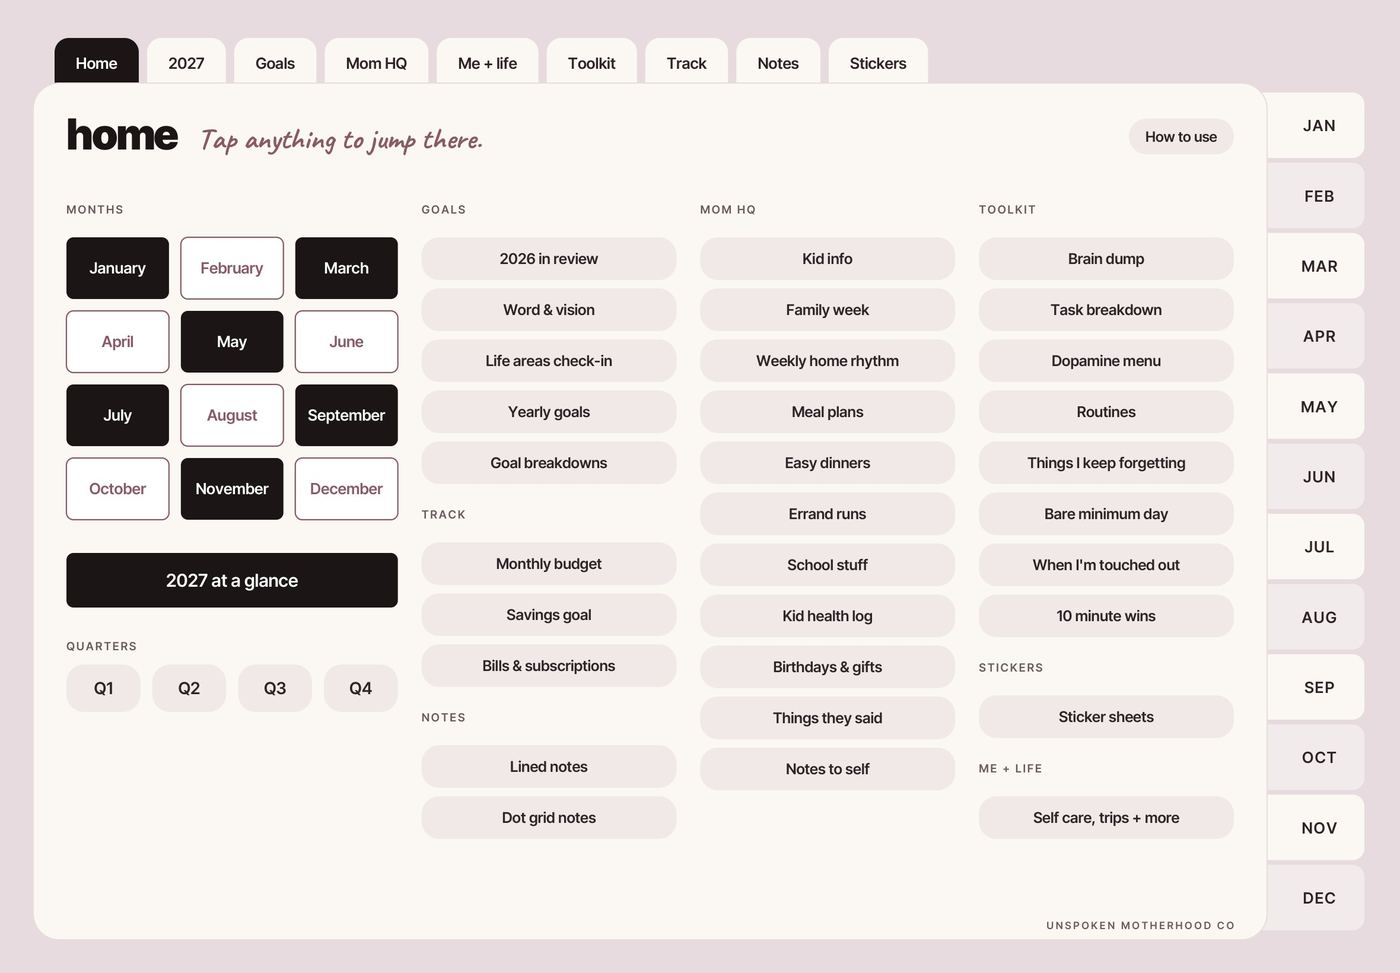 Home
2027
Goals
Mom HQ
Me + life
Toolkit
Track
Notes
Stickers
home
Tap anything to jump there.
How to use
MONTHS
January
February
March
April
May
June
July
August
September
October
November
December
2027 at a glance
QUARTERS
Q1
Q2
Q3
Q4
GOALS
2026 in review
Word & vision
Life areas check-in
Yearly goals
Goal breakdowns
TRACK
Monthly budget
Savings goal
Bills & subscriptions
NOTES
Lined notes
Dot grid notes
MOM HQ
Kid info
Family week
Weekly home rhythm
Meal plans
Easy dinners
Errand runs
School stuff
Kid health log
Birthdays & gifts
Things they said
Notes to self
TOOLKIT
Brain dump
Task breakdown
Dopamine menu
Routines
Things I keep forgetting
Bare minimum day
When I'm touched out
10 minute wins
STICKERS
Sticker sheets
ME + LIFE
Self care, trips + more
UNSPOKEN MOTHERHOOD CO
JAN
FEB
MAR
APR
MAY
JUN
JUL
AUG
SEP
OCT
NOV
DEC